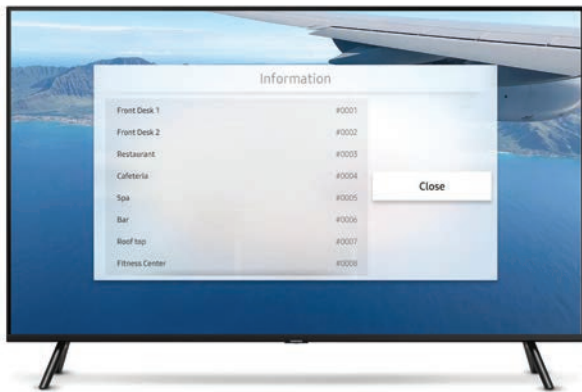 Information
Front Desk 1 #0001
Front Desk 2 #0002
Restaurant #0003
Cafeteria #0004
Spa #0005
Close
Bar #0006
Roof top #0007
Fitness Center #0008